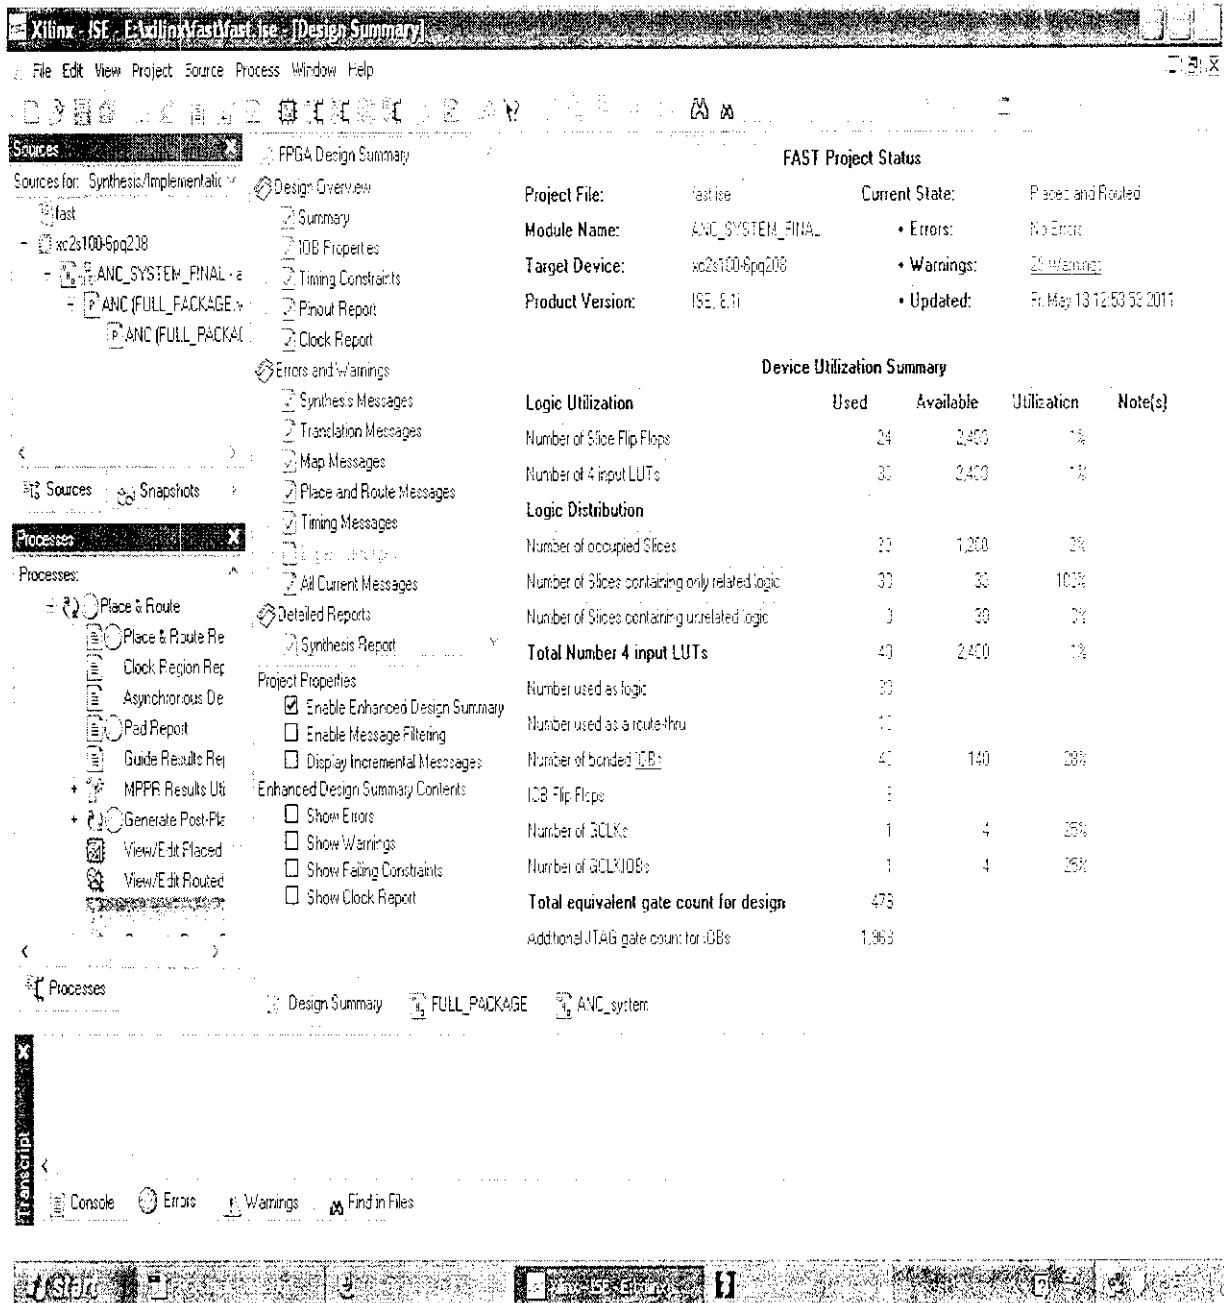 Xilinx - ISE - E:\xilinx\fast\fast.ise - [Design Summary]
File Edit View Project Source Process Window Help
Sources
Sources for: Synthesis/Implementatic
fast
xc2s100-6pq208
ANC_SYSTEM_FINAL - a
ANC (FULL_PACKAGE.v
ANC (FULL_PACKAG
Sources Snapshots
Processes
Processes:
Place & Route
Place & Route Re
Clock Region Rep
Asynchronous De
Pad Report
Guide Results Rep
MPPR Results Uti
Generate Post-Pla
View/Edit Placed
View/Edit Routed
Processes
FPGA Design Summary
Design Overview
Summary
IOB Properties
Timing Constraints
Pinout Report
Clock Report
Errors and Warnings
Synthesis Messages
Translation Messages
Map Messages
Place and Route Messages
Timing Messages
All Current Messages
Detailed Reports
Synthesis Report
Project Properties
Enable Enhanced Design Summary
Enable Message Filtering
Display Incremental Messages
Enhanced Design Summary Contents
Show Errors
Show Warnings
Show Failing Constraints
Show Clock Report
FAST Project Status
Project File: fast.ise Current State: Placed and Routed
Module Name: ANC_SYSTEM_FINAL • Errors: No Errors
Target Device: xc2s100-6pq208 • Warnings: 25 Warnings
Product Version: ISE, 8.1i • Updated: Fri May 13 12:53:53 2011
Device Utilization Summary
Logic Utilization Used Available Utilization Note(s)
Number of Slice Flip Flops 24 2,400 1%
Number of 4 input LUTs 2,400 1%
Logic Distribution
Number of occupied Slices 1,200
Number of Slices containing only related logic 100%
Number of Slices containing unrelated logic
Total Number 4 input LUTs 2,400 1%
Number used as logic
Number used as a route-thru 10
Number of bonded IOBs 140 28%
IOB Flip Flops
Number of GCLKs 1 4 25%
Number of GCLKIOBs 1 4 25%
Total equivalent gate count for design
Additional JTAG gate count for IOBs
Design Summary FULL_PACKAGE ANC_system
Transcript
Console Errors Warnings Find in Files
start